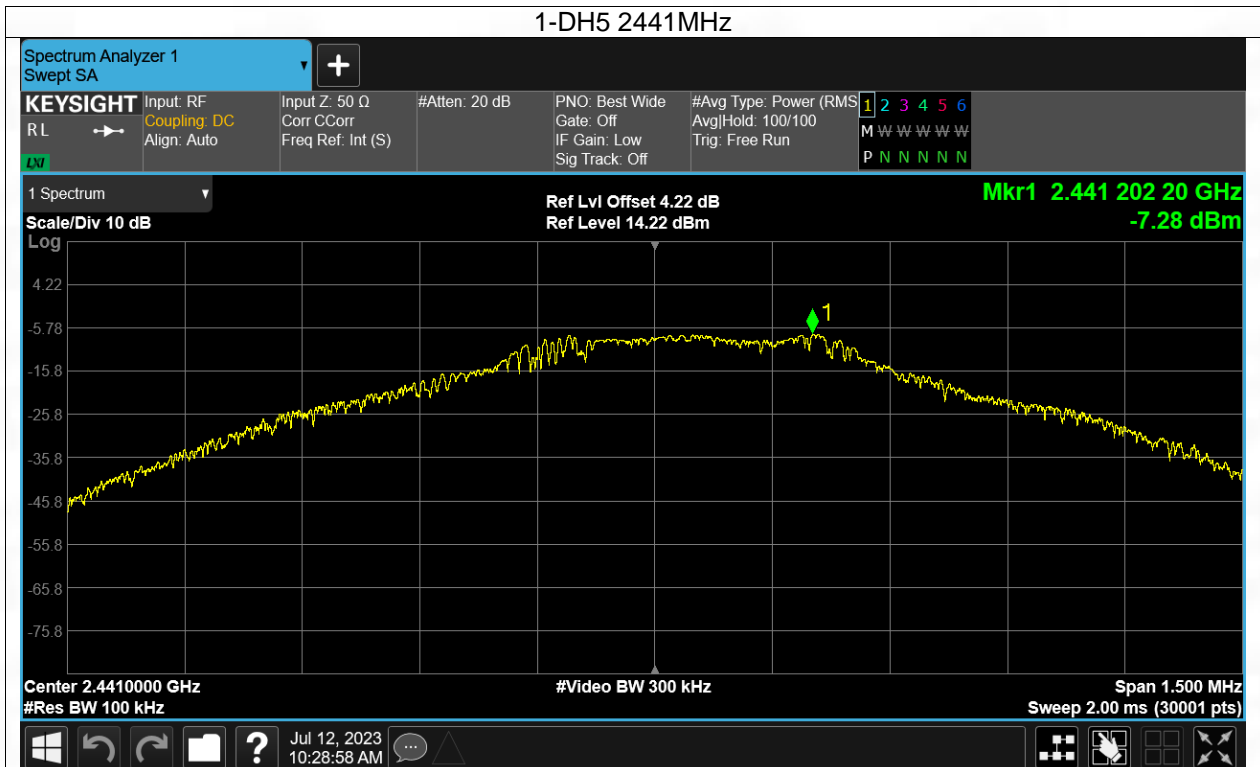 1-DH5 2441MHz
Spectrum Analyzer 1
Swept SA
KEYSIGHT
R L
LXI
Input: RF
Coupling: DC
Align: Auto
Input Z: 50 Ω
Corr CCorr
Freq Ref: Int (S)
#Atten: 20 dB
PNO: Best Wide
Gate: Off
IF Gain: Low
Sig Track: Off
#Avg Type: Power (RMS
Avg|Hold: 100/100
Trig: Free Run
1 2 3 4 5 6
M W W W W W
P N N N N N
1 Spectrum
Scale/Div 10 dB
Log
Ref Lvl Offset 4.22 dB
Ref Level 14.22 dBm
Mkr1 2.441 202 20 GHz
-7.28 dBm
1
4.22
-5.78
-15.8
-25.8
-35.8
-45.8
-55.8
-65.8
-75.8
Center 2.4410000 GHz
#Res BW 100 kHz
#Video BW 300 kHz
Span 1.500 MHz
Sweep 2.00 ms (30001 pts)
?
Jul 12, 2023
10:28:58 AM